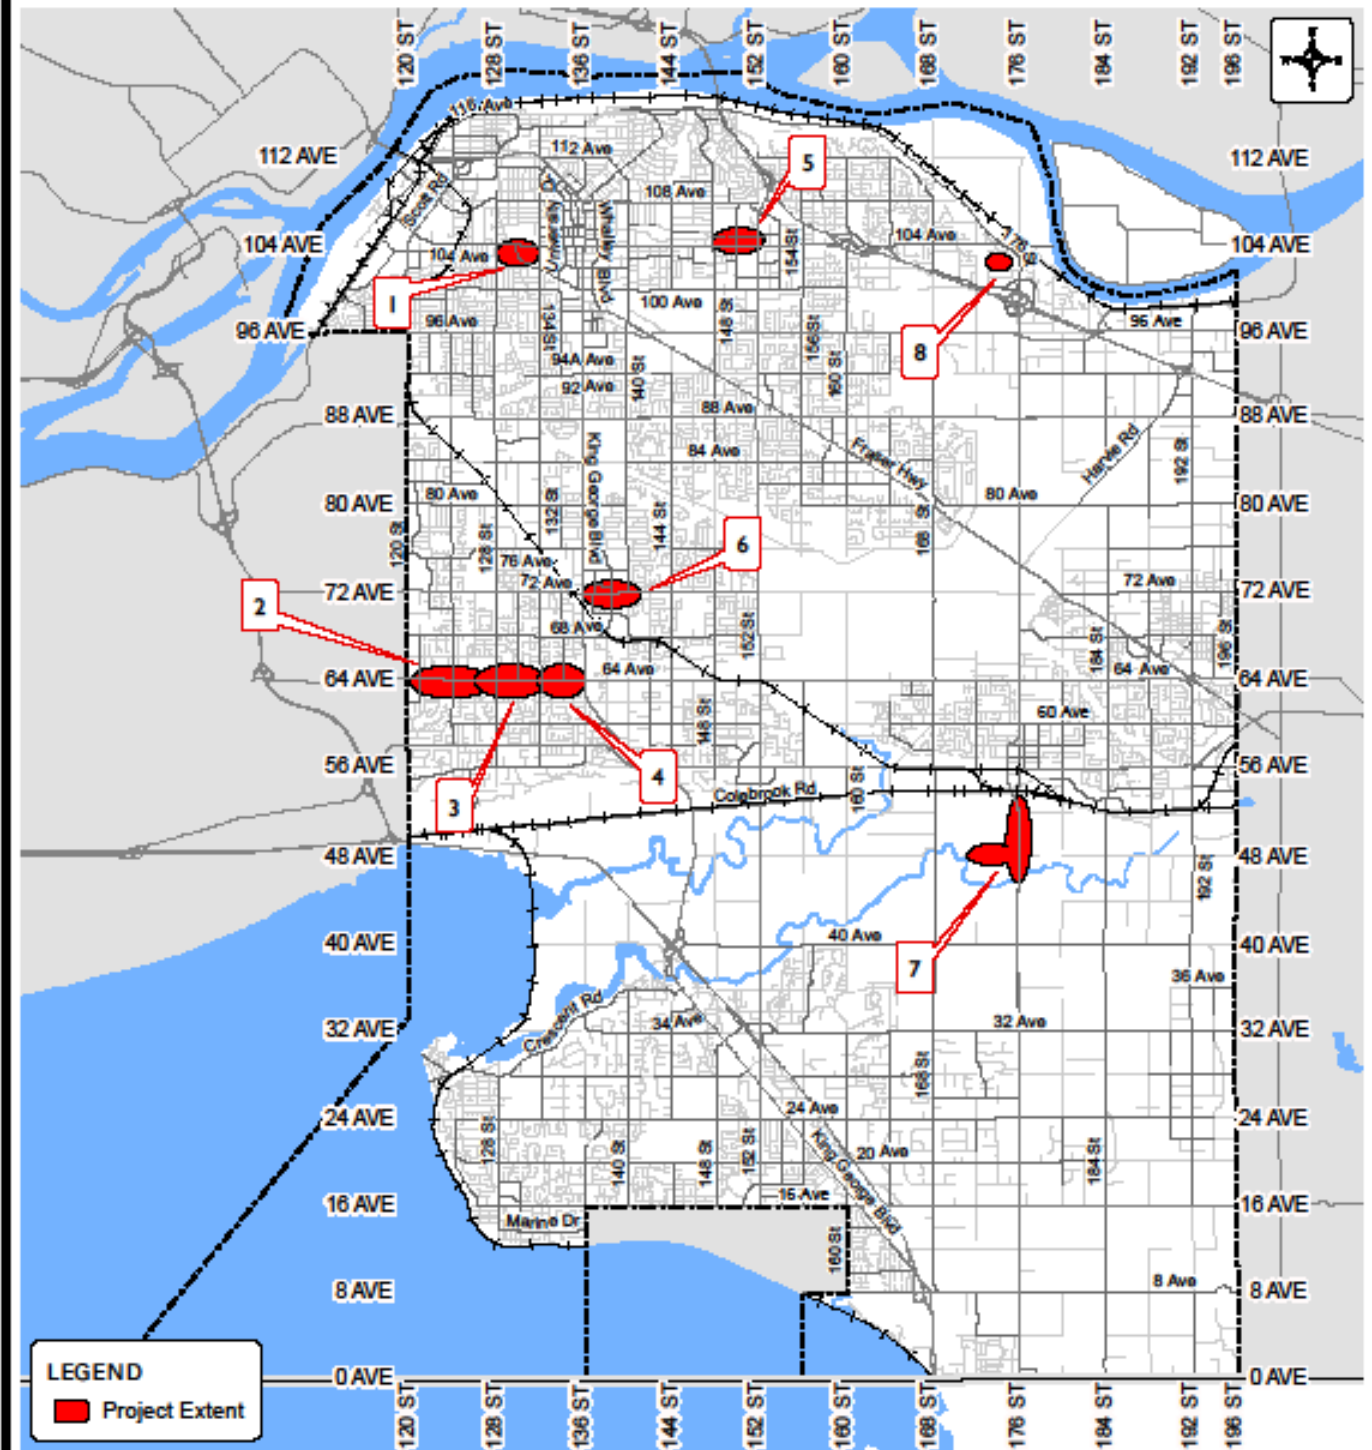 120 ST
128 ST
136 ST
144 ST
152 ST
160 ST
168 ST
176 ST
184 ST
192 ST
196 ST
116 Ave
112 AVE
112 Ave
5
112 AVE
108 Ave
Scott Rd
University Dr
Whalley Blvd
104 AVE
104 Ave
154 St
104 Ave
176 St
104 AVE
1
100 Ave
96 AVE
96 Ave
134 St
148 St
156 St
8
96 Ave
96 AVE
94A Ave
92 Ave
140 St
160 St
88 AVE
88 Ave
88 AVE
King George Blvd
84 Ave
Fraser Hwy
Harvie Rd
192 St
80 AVE
80 Ave
132 St
144 St
168 St
80 Ave
80 AVE
120 St
128 St
76 Ave
6
72 AVE
72 Ave
72 Ave
72 AVE
2
68 Ave
152 St
184 St
196 St
64 AVE
64 Ave
64 Ave
64 AVE
148 St
60 Ave
56 AVE
3
4
Colebrook Rd
160 St
56 AVE
48 AVE
48 AVE
192 St
40 AVE
40 Ave
40 AVE
7
36 Ave
32 AVE
Crescent Rd
34 Ave
32 Ave
32 AVE
168 St
24 AVE
24 Ave
24 AVE
128 St
140 St
148 St
152 St
King George Blvd
20 Ave
184 St
16 AVE
16 Ave
16 AVE
Marine Dr
160 St
8 AVE
8 Ave
8 AVE
LEGEND
Project Extent
0 AVE
0 AVE
120 ST
128 ST
136 ST
144 ST
152 ST
160 ST
168 ST
176 ST
184 ST
192 ST
196 ST